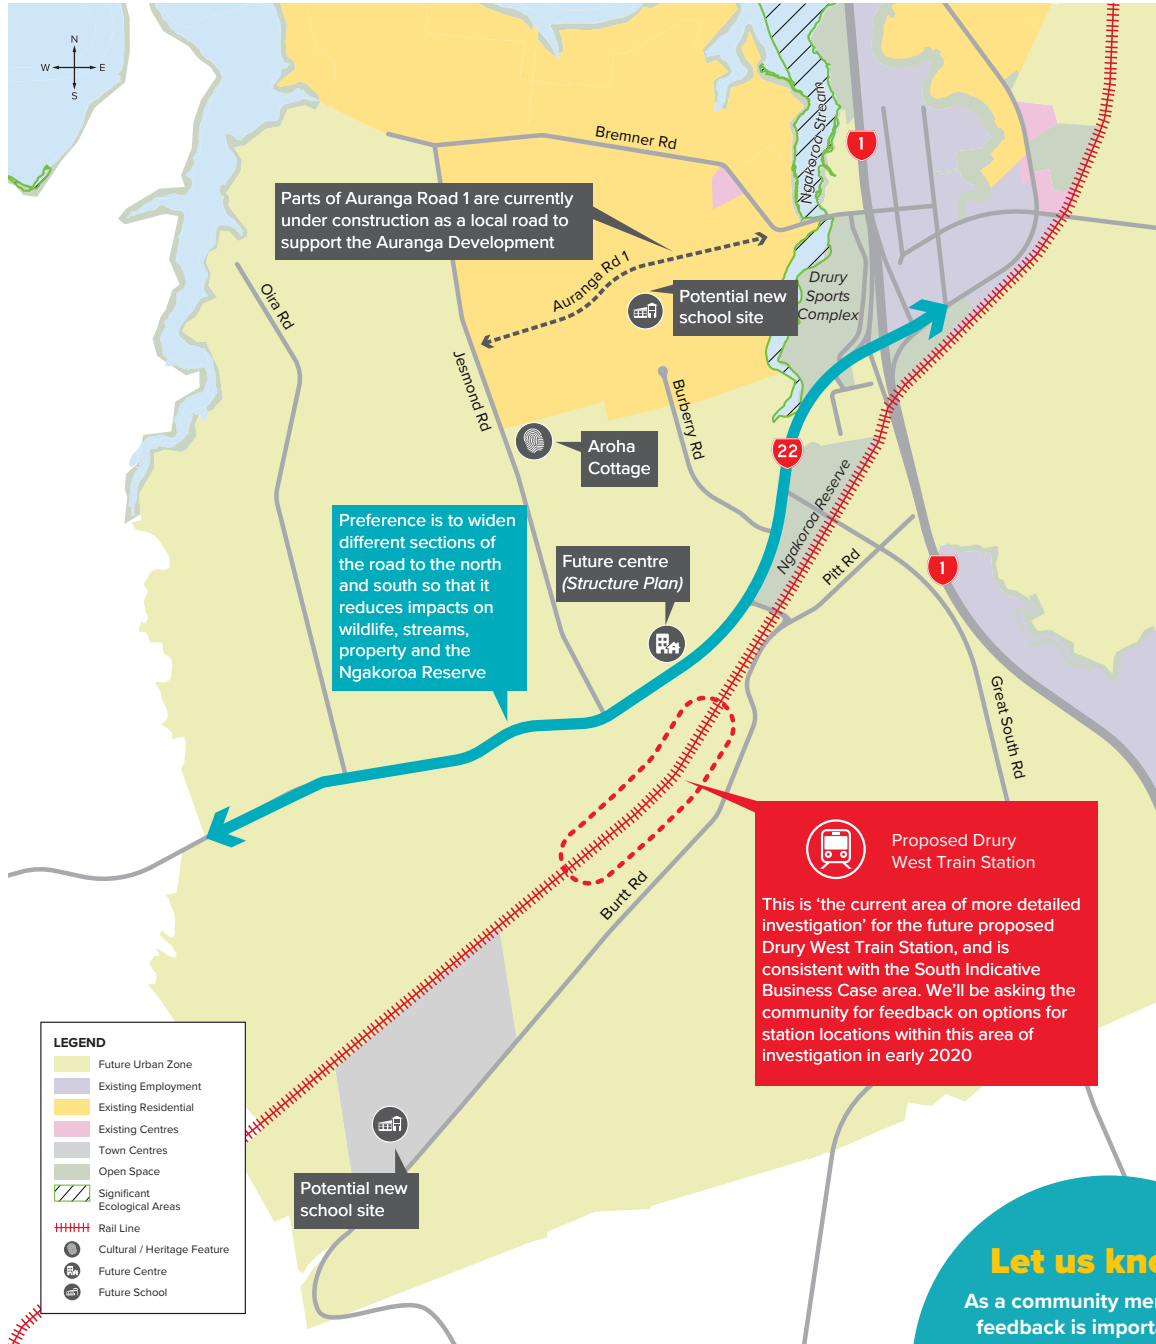 N
W E
S
Bremner Rd
Ngakoroa Stream
1
Parts of Auranga Road 1 are currently
under construction as a local road to
support the Auranga Development
Auranga Rd 1
Oira Rd
Potential new
school site
Drury
Sports
Complex
Jesmond Rd
Burberry Rd
Aroha
Cottage
22
Ngakoroa Reserve
Preference is to widen
different sections of
the road to the north
and south so that it
reduces impacts on
wildlife, streams,
property and the
Ngakoroa Reserve
Future centre
(Structure Plan)
Pitt Rd
1
Great South Rd
Burtt Rd
Proposed Drury
West Train Station
This is ‘the current area of more detailed
investigation’ for the future proposed
Drury West Train Station, and is
consistent with the South Indicative
Business Case area. We’ll be asking the
community for feedback on options for
station locations within this area of
investigation in early 2020
LEGEND
Future Urban Zone
Existing Employment
Existing Residential
Existing Centres
Town Centres
Open Space
Significant
Ecological Areas
Rail Line
Cultural / Heritage Feature
Future Centre
Future School
Potential new
school site
Let us
As a community
feedback is